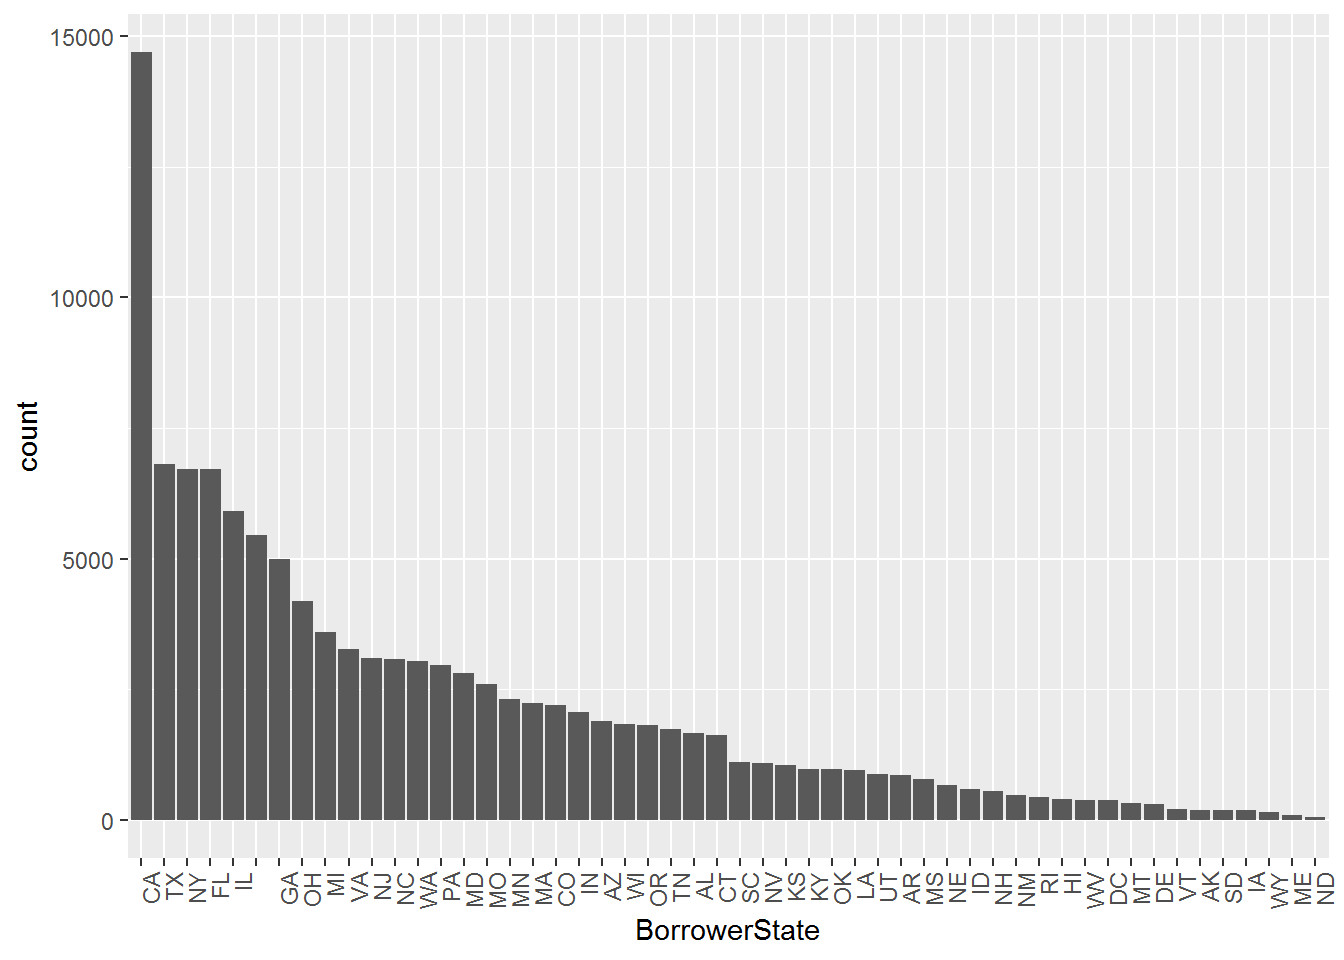 15000
10000
5000
0
count
CA TX NY FL IL GA OH MI VA NJ NC WA PA MD MO MN MA CO IN AZ WI OR TN AL CT SC NV KS KY OK LA UT AR MS NE ID NH NM RI HI WV DC MT DE VT AK SD IA WY ME ND
BorrowerState